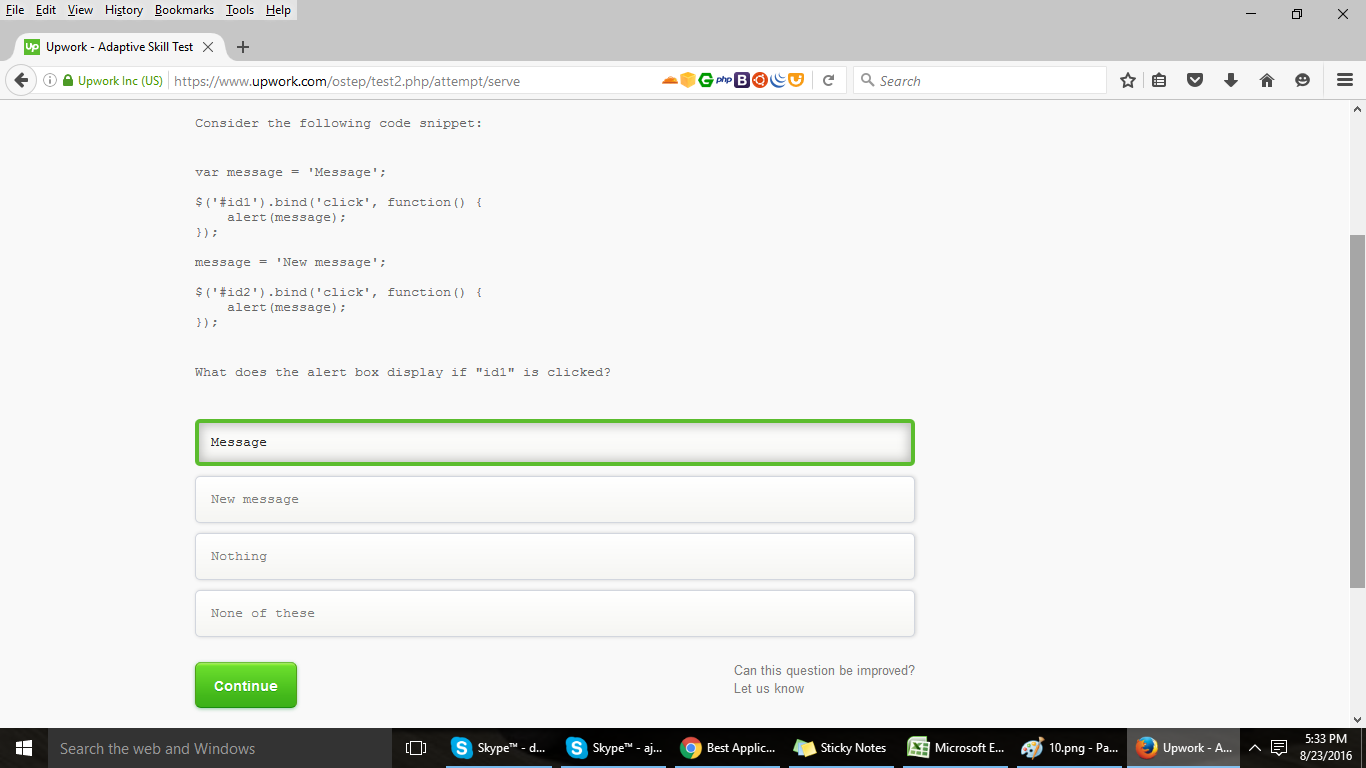 File Edit View History Bookmarks Tools Help
Upwork - Adaptive Skill Test
Upwork Inc (US) https://www.upwork.com/ostep/test2.php/attempt/serve php B Search
Consider the following code snippet:
var message = 'Message';
$('#id1').bind('click', function() {
    alert(message);
});
message = 'New message';
$('#id2').bind('click', function() {
    alert(message);
});
What does the alert box display if "id1" is clicked?
Message
New message
Nothing
None of these
Continue
Can this question be improved?
Let us know
Search the web and Windows
Skype™ - d...
Skype™ - aj...
Best Applic...
Sticky Notes
Microsoft E...
10.png - Pa...
Upwork - A...
5:33 PM
8/23/2016